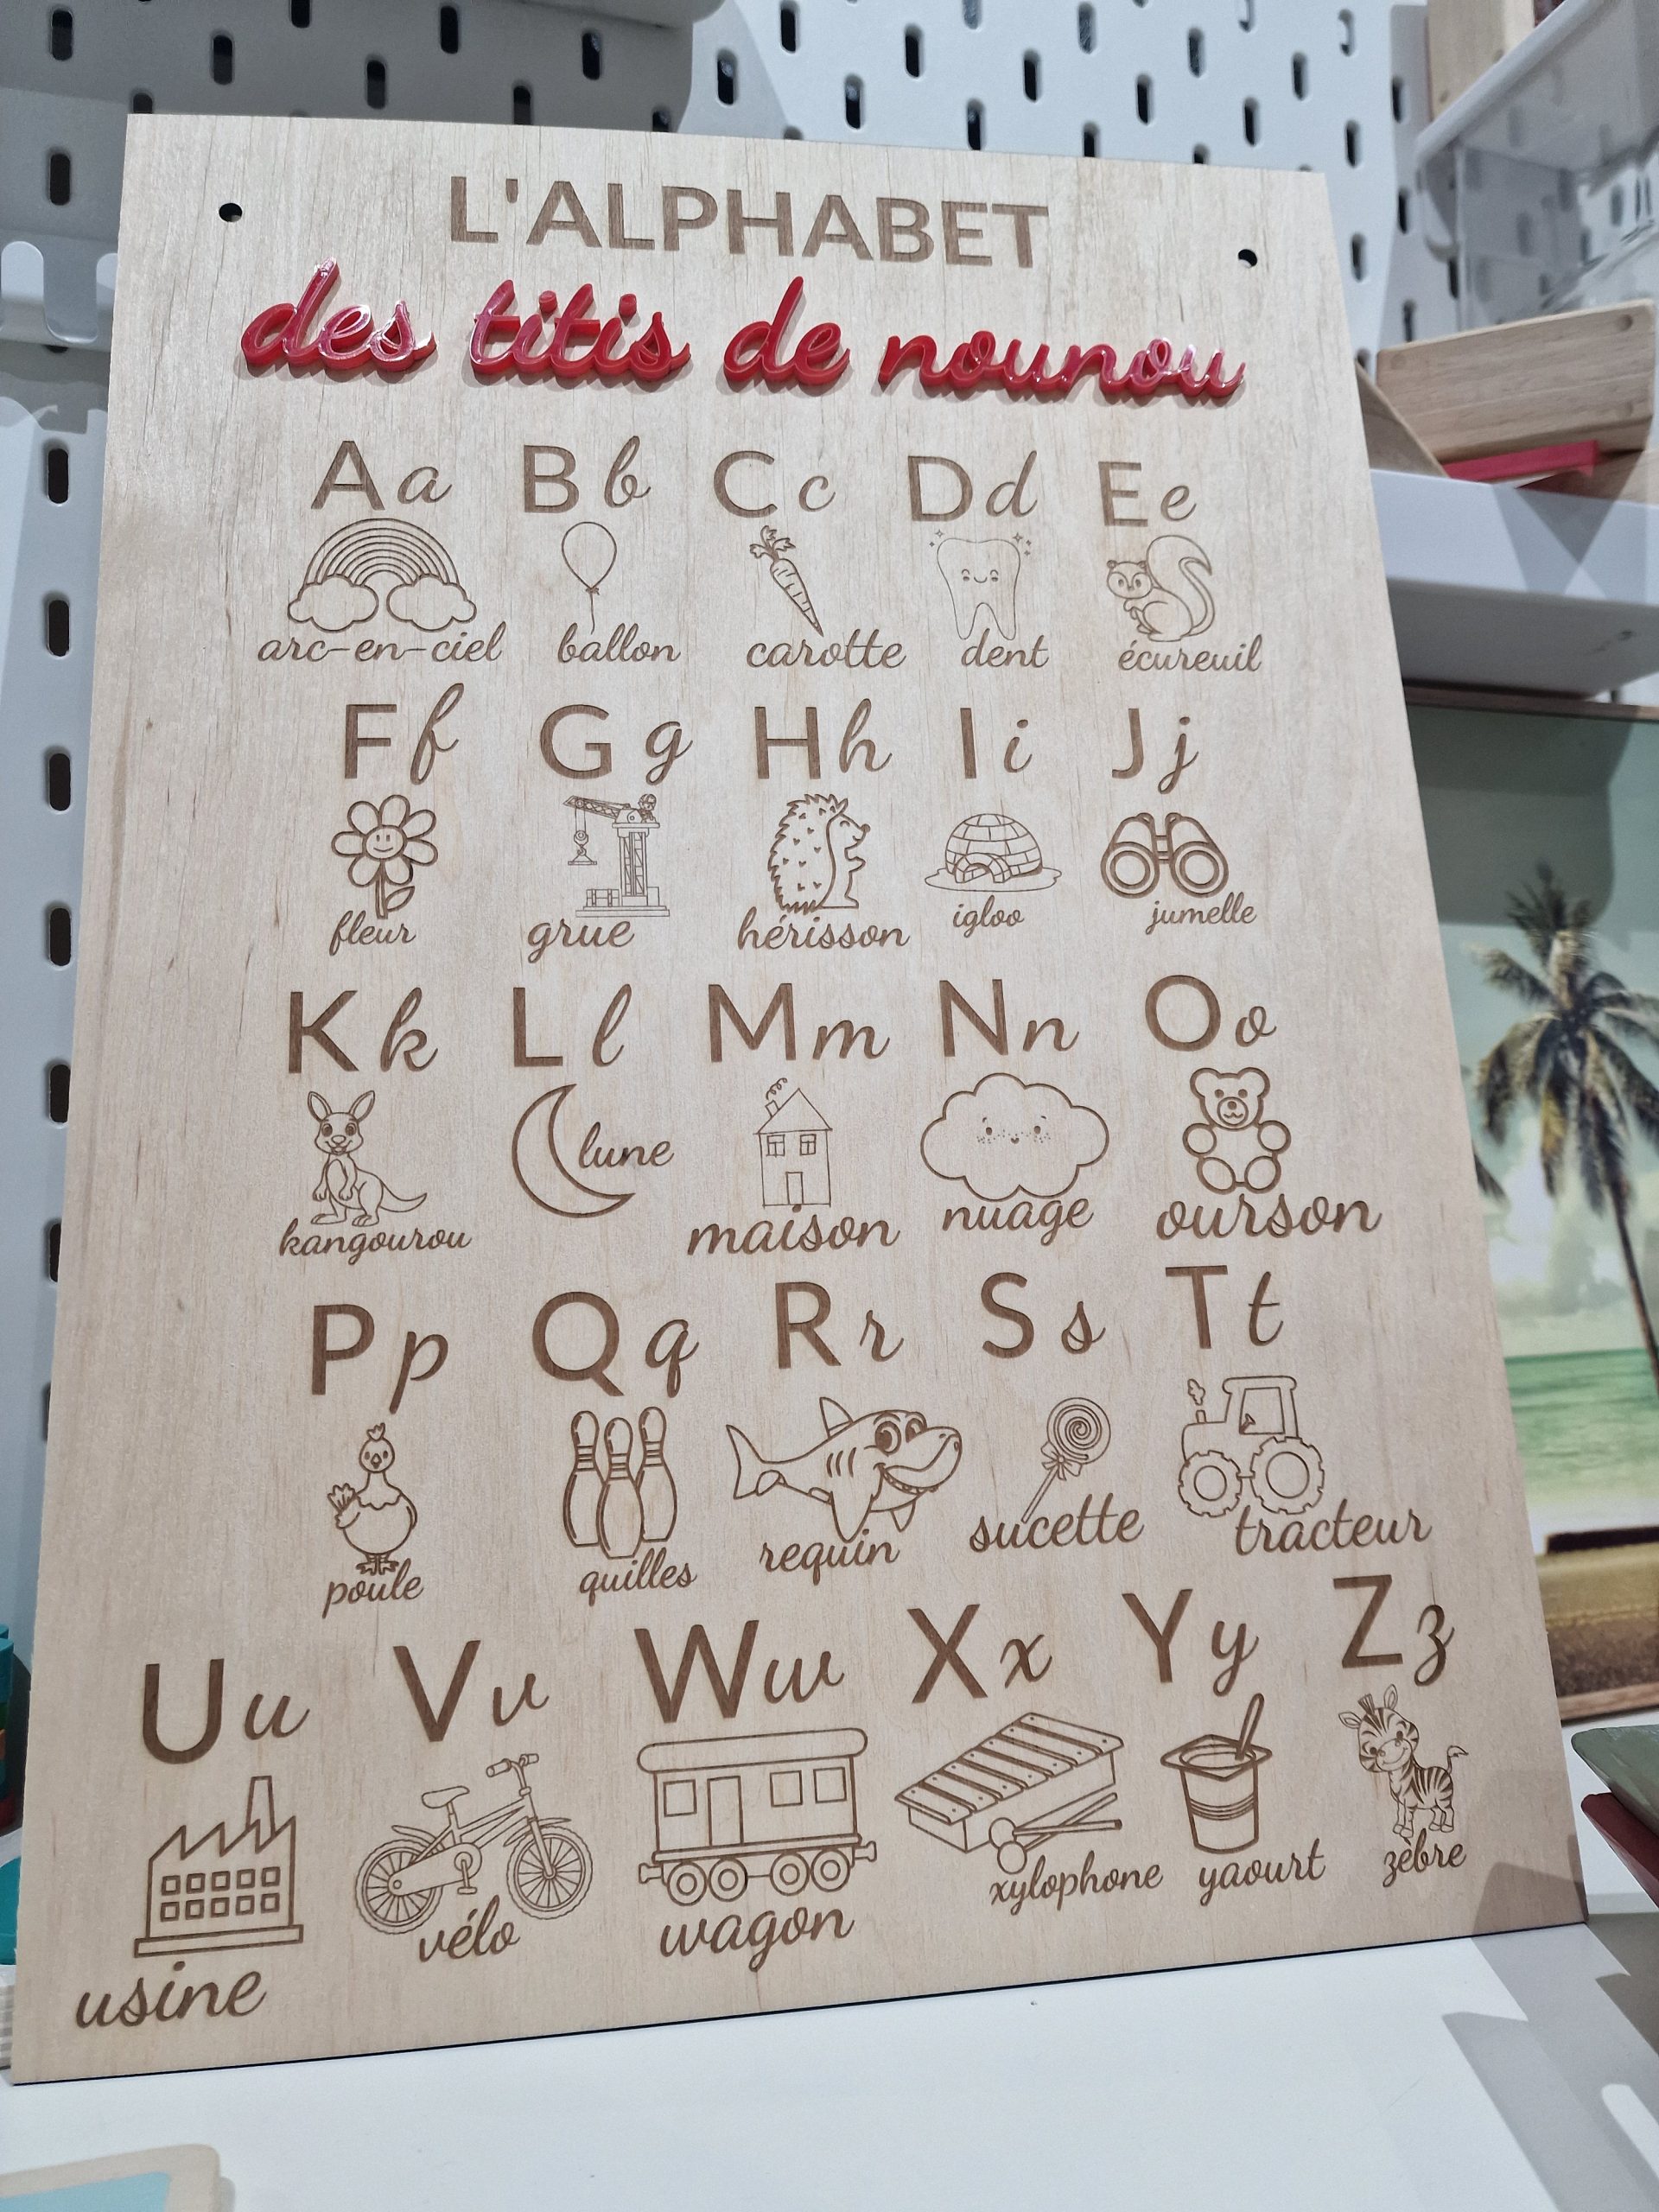 L'ALPHABET
des titis de nounou
Aa Bb Cc Dd Ee
arc-en-ciel ballon carotte dent écureuil
Ff Gg Hh Ii Jj
fleur grue hérisson igloo jumelle
Kk Ll Mm Nn Oo
kangourou lune maison nuage ourson
Pp Qq Rr Ss Tt
poule quilles requin sucette tracteur
Uu Vv Ww Xx Yy Zz
usine vélo wagon xylophone yaourt zèbre